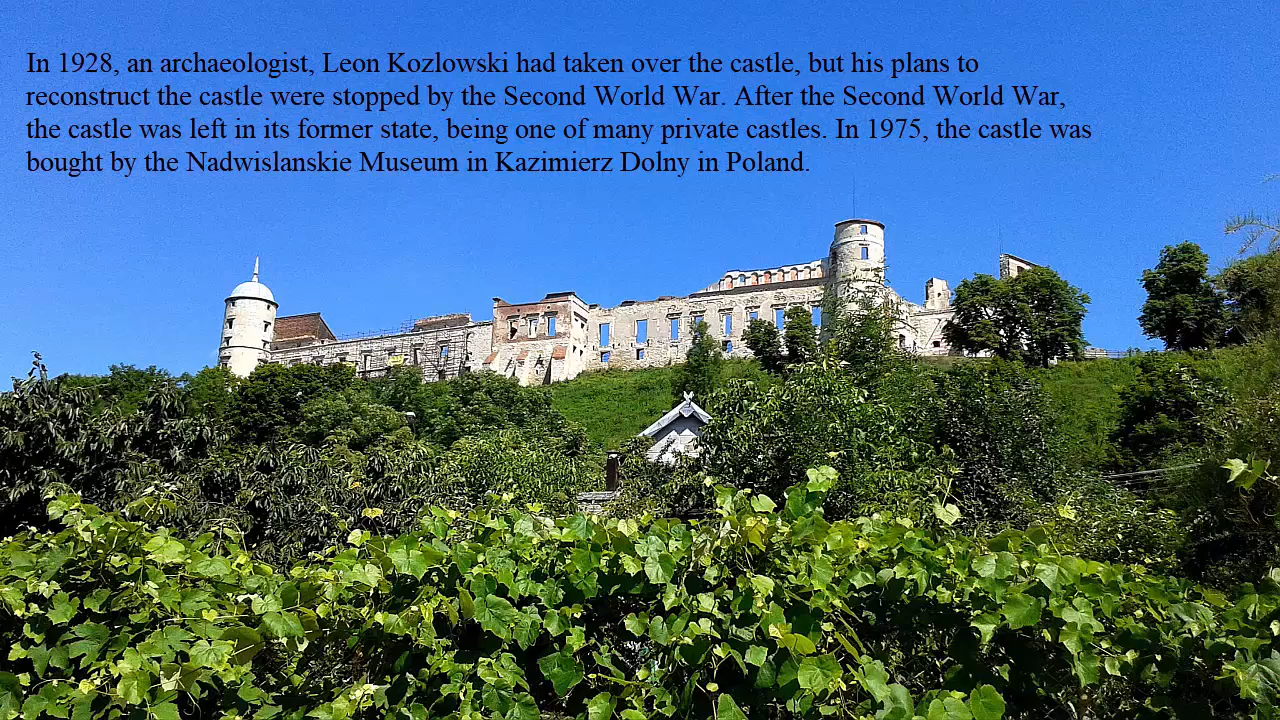 In 1928, an archaeologist, Leon Kozlowski had taken over the castle, but his plans to
reconstruct the castle were stopped by the Second World War. After the Second World War,
the castle was left in its former state, being one of many private castles. In 1975, the castle was
bought by the Nadwislanskie Museum in Kazimierz Dolny in Poland.